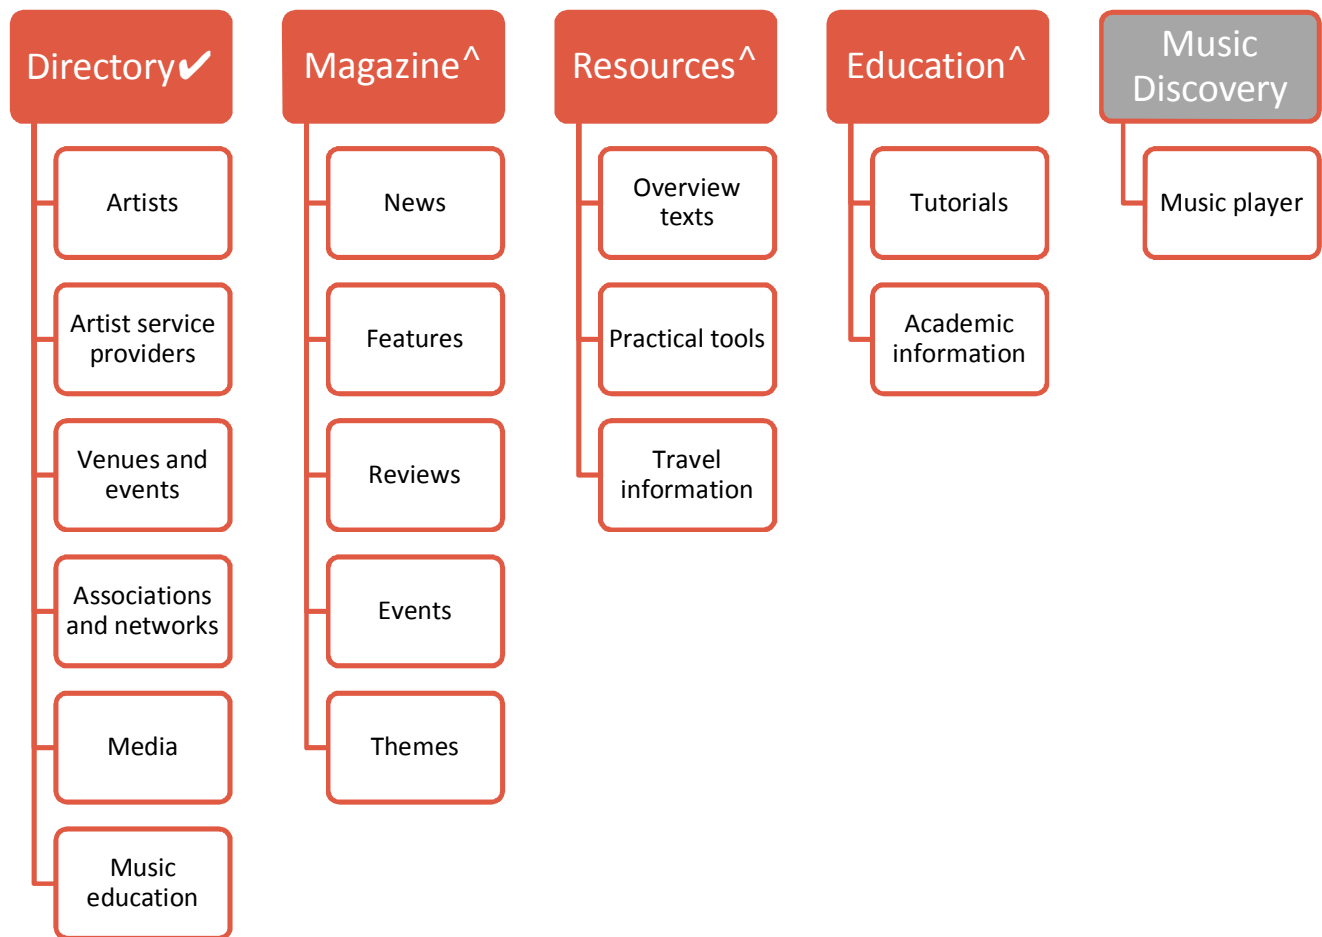 Directory✔
Artists
Artist service
providers
Venues and
events
Associations
and networks
Media
Music
education
Magazine^
News
Features
Reviews
Events
Themes
Resources^
Overview
texts
Practical tools
Travel
information
Education^
Tutorials
Academic
information
Music
Discovery
Music player